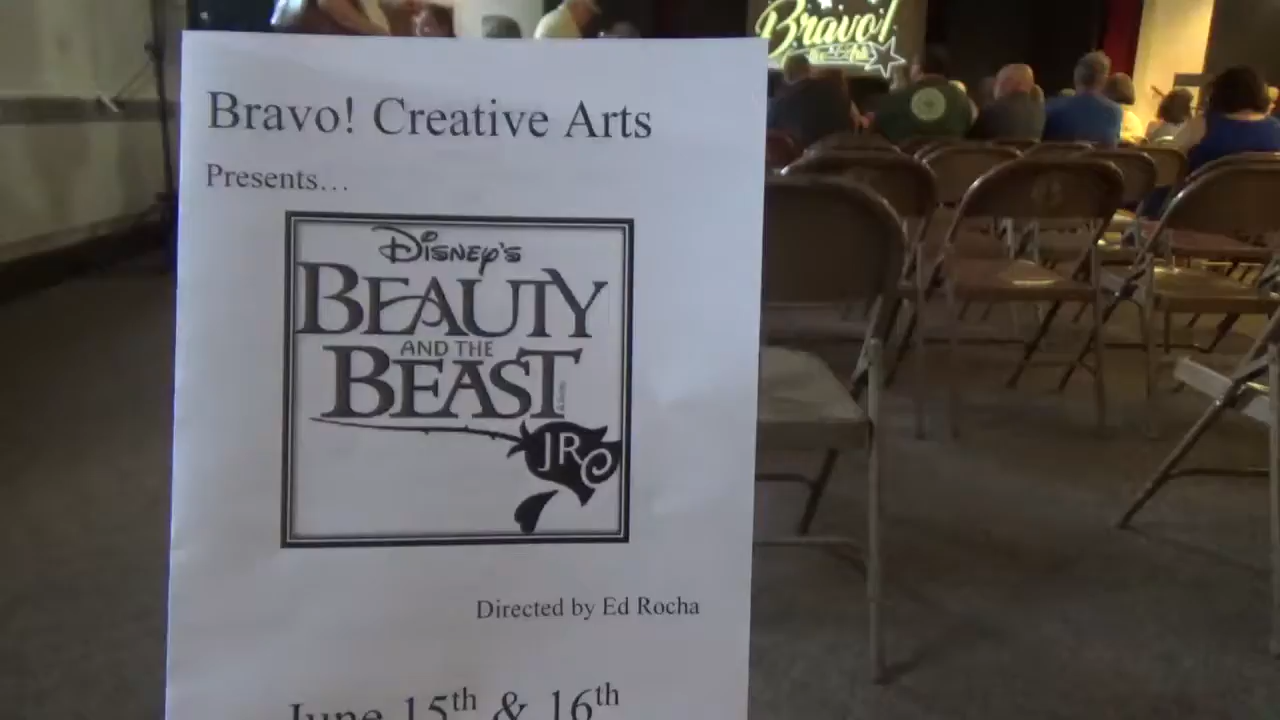 Bravo!
Bravo! Creative Arts
Presents…
Disney's
BEAUTY
AND THE
BEAST
JR
Directed by Ed Rocha
June 15th & 16th